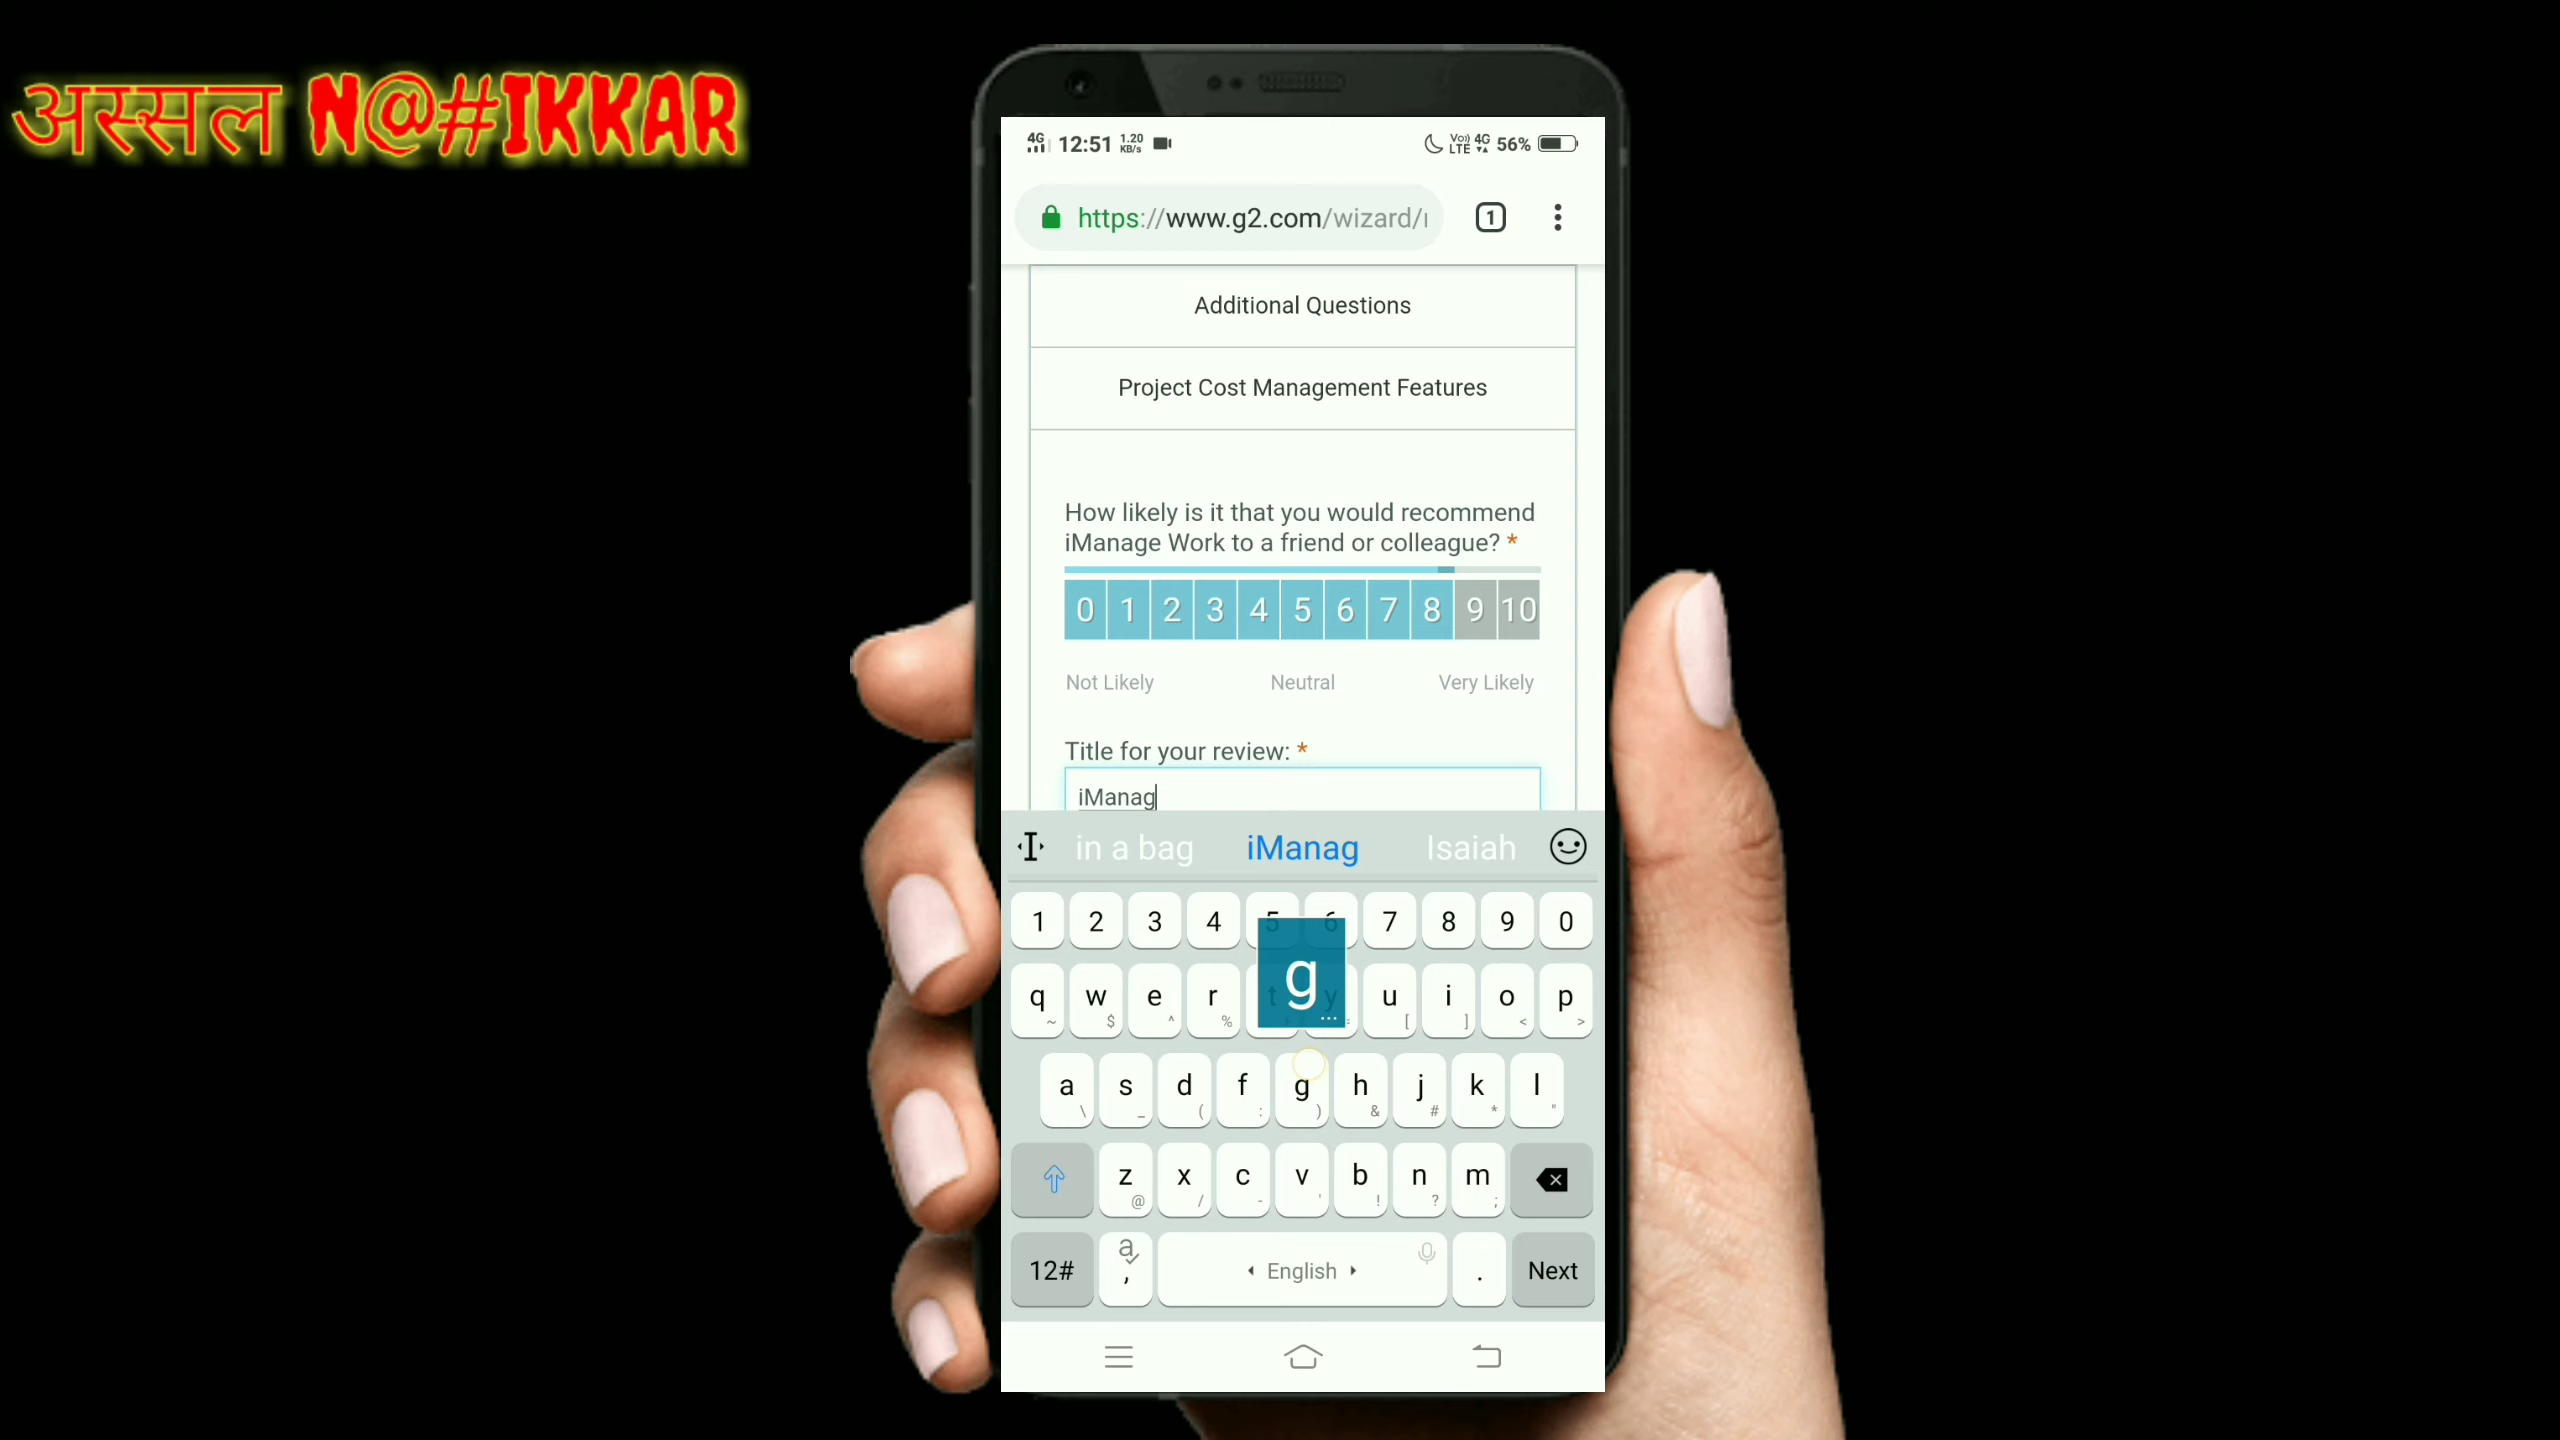 अस्सल N@#IKKAR
4G 12:51 1.20 KB/s
Vo) LTE 4G 56%
https://www.g2.com/wizard/
1
Additional Questions
Project Cost Management Features
How likely is it that you would recommend
iManage Work to a friend or colleague? *
0 1 2 3 4 5 6 7 8 9 10
Not Likely Neutral Very Likely
Title for your review: *
iManag
in a bag iManag Isaiah
1 2 3 4 5 6 7 8 9 0
g
q w e r t y u i o p
~ $ ^ % = [ ] < >
a s d f g h j k l
\ _ ( : ) & # * "
z x c v b n m
@ / - ' ! ? ;
12# a , English . Next